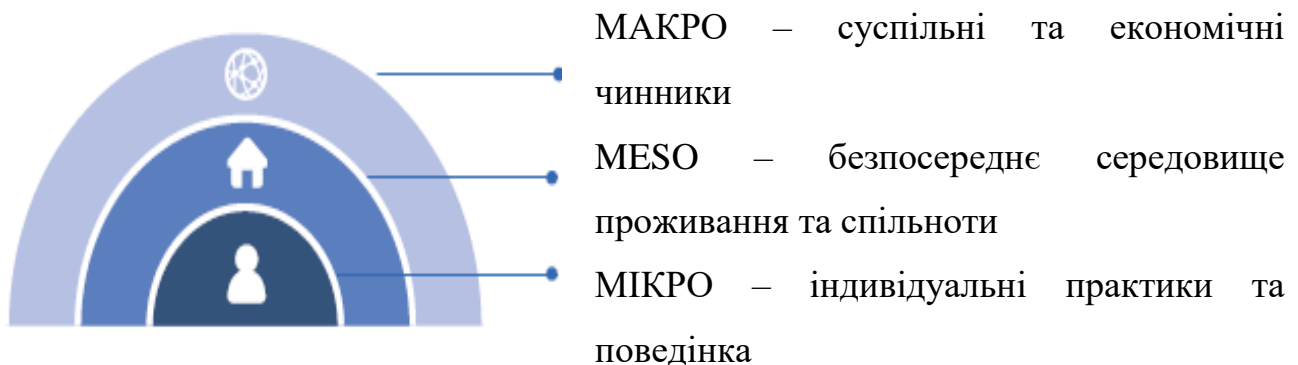 МАКРО – суспільні та економічні
чинники
MESO – безпосереднє середовище
проживання та спільноти
МІКРО – індивідуальні практики та
поведінка